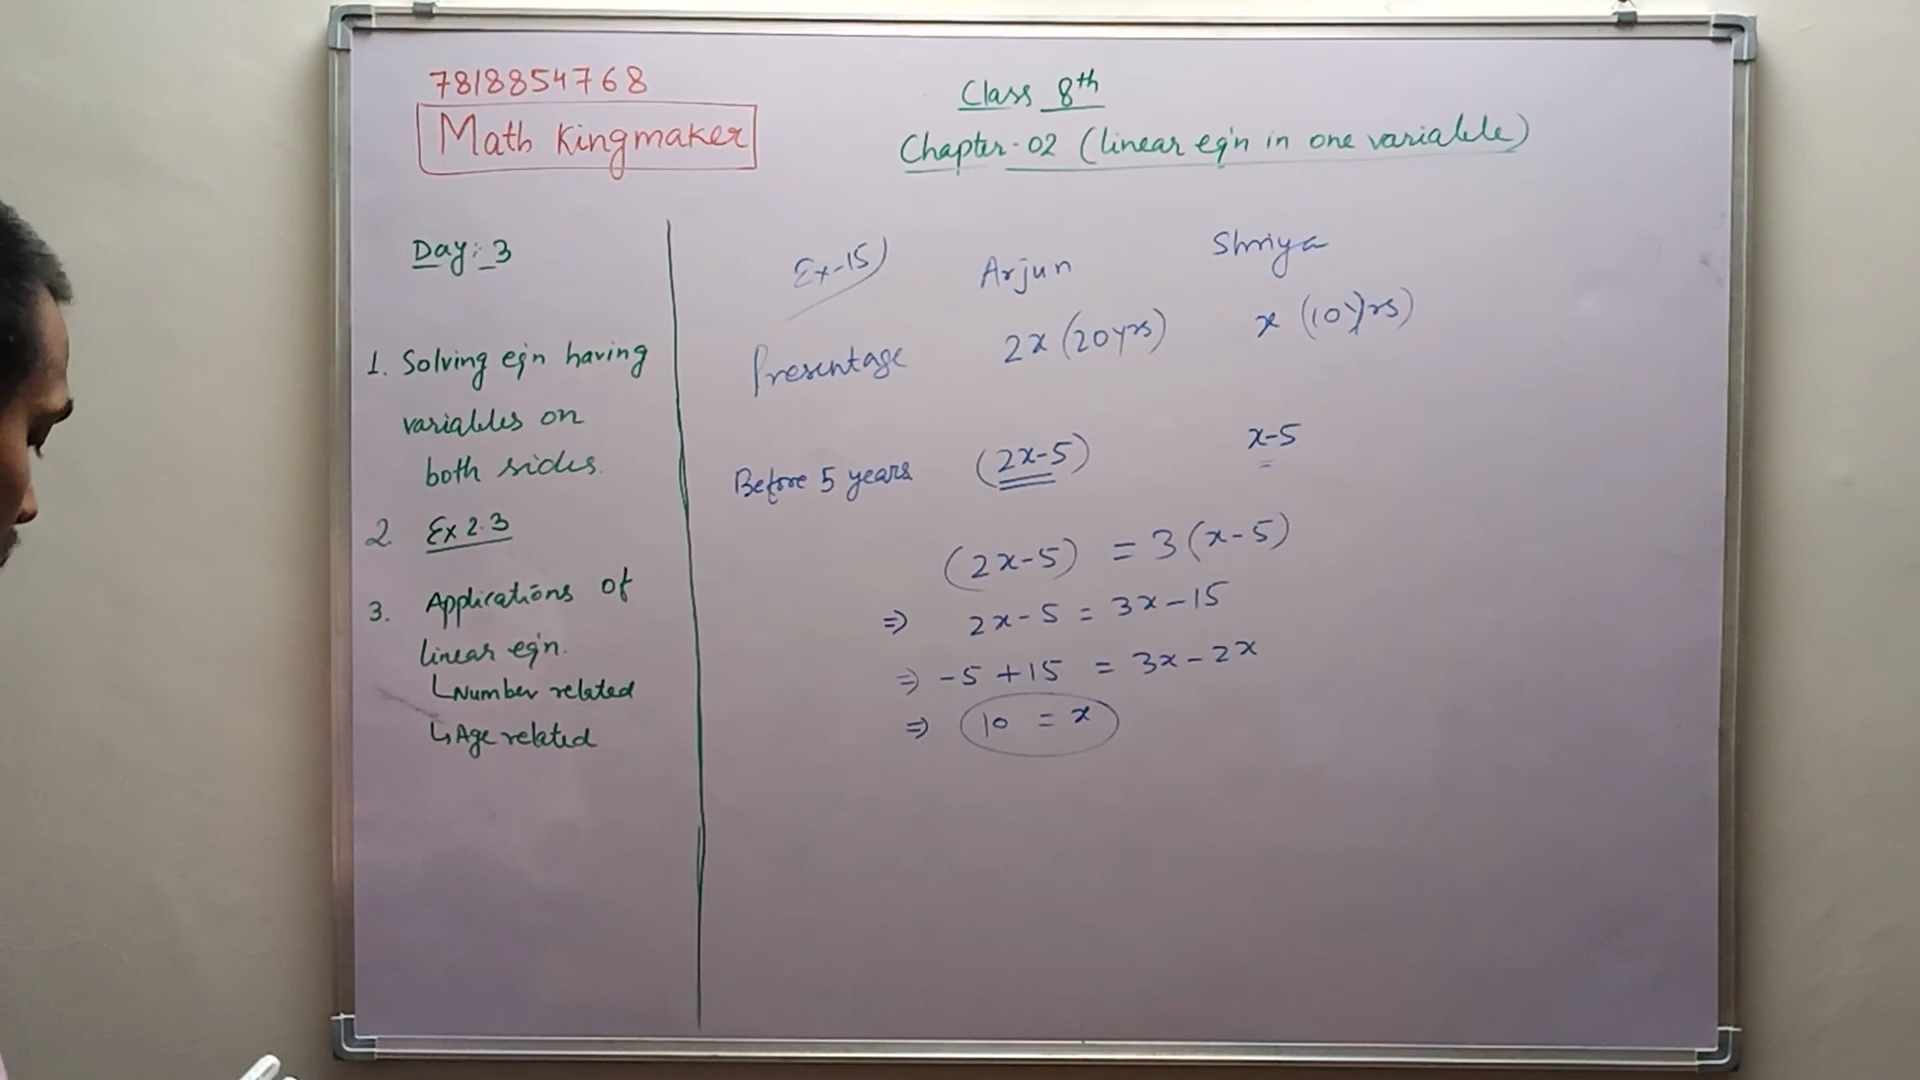 7818854768
Math Kingmaker
Class 8th
Chapter-02 (linear eq'n in one variable)
Day:-3
1. Solving eq'n having
variables on
both sides.
2. Ex 2.3
3. Applications of
linear eq'n.
↳ Number related
↳ Age related
Ex-15) Arjun Shriya
Presentage 2x (20yrs) x (10yrs)
Before 5 years (2x-5) x-5
(2x-5) = 3(x-5)
⇒ 2x-5 = 3x-15
⇒ -5+15 = 3x-2x
⇒ 10 = x